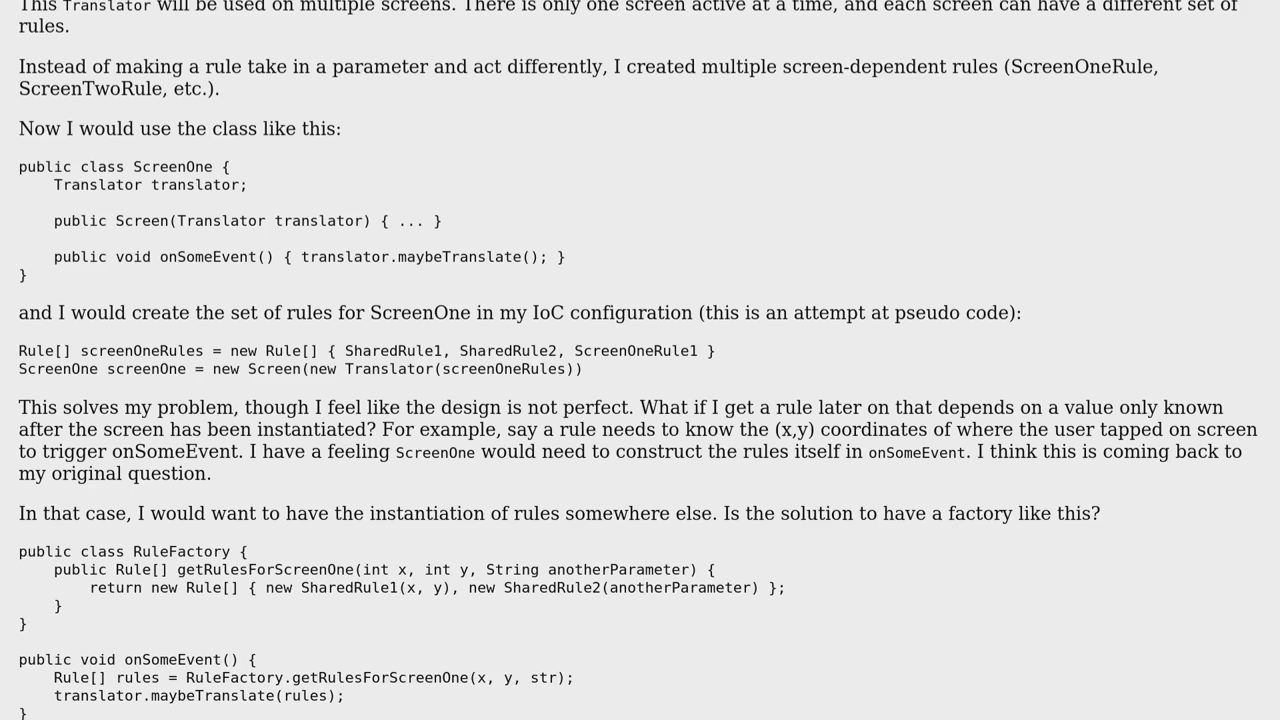 This Translator will be used on multiple screens. There is only one screen active at a time, and each screen can have a different set of
rules.
Instead of making a rule take in a parameter and act differently, I created multiple screen-dependent rules (ScreenOneRule,
ScreenTwoRule, etc.).
Now I would use the class like this:
public class ScreenOne {
    Translator translator;
    public Screen(Translator translator) { ... }
    public void onSomeEvent() { translator.maybeTranslate(); }
}
and I would create the set of rules for ScreenOne in my IoC configuration (this is an attempt at pseudo code):
Rule[] screenOneRules = new Rule[] { SharedRule1, SharedRule2, ScreenOneRule1 }
ScreenOne screenOne = new Screen(new Translator(screenOneRules))
This solves my problem, though I feel like the design is not perfect. What if I get a rule later on that depends on a value only known
after the screen has been instantiated? For example, say a rule needs to know the (x,y) coordinates of where the user tapped on screen
to trigger onSomeEvent. I have a feeling ScreenOne would need to construct the rules itself in onSomeEvent. I think this is coming back to
my original question.
In that case, I would want to have the instantiation of rules somewhere else. Is the solution to have a factory like this?
public class RuleFactory {
    public Rule[] getRulesForScreenOne(int x, int y, String anotherParameter) {
        return new Rule[] { new SharedRule1(x, y), new SharedRule2(anotherParameter) };
    }
}
public void onSomeEvent() {
    Rule[] rules = RuleFactory.getRulesForScreenOne(x, y, str);
    translator.maybeTranslate(rules);
}